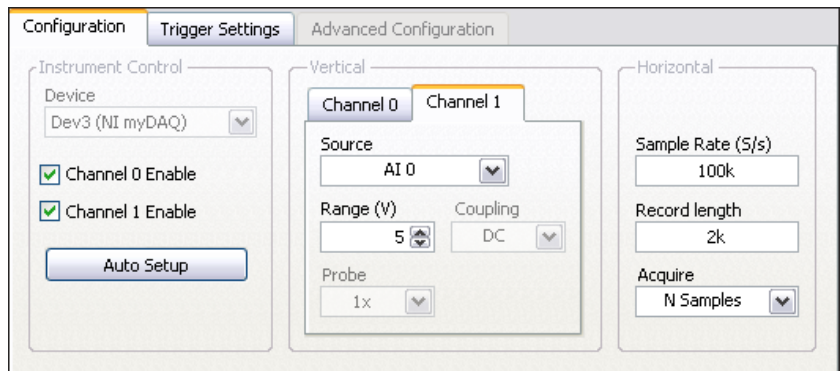 Configuration
Trigger Settings
Advanced Configuration
Instrument Control
Device
Dev3 (NI myDAQ)
Channel 0 Enable
Channel 1 Enable
Auto Setup
Vertical
Channel 0
Channel 1
Source
AI 0
Range (V)
5
Coupling
DC
Probe
1x
Horizontal
Sample Rate (S/s)
100k
Record length
2k
Acquire
N Samples